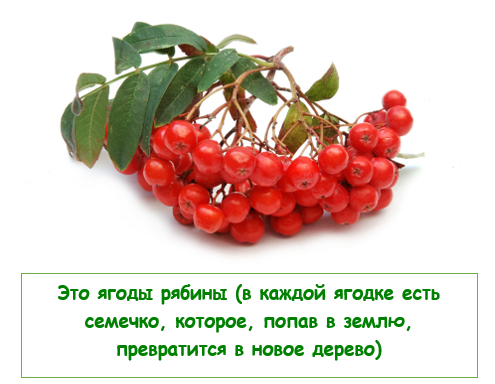 Это ягоды рябины (в каждой ягодке есть
семечко, которое, попав в землю,
превратится в новое дерево)